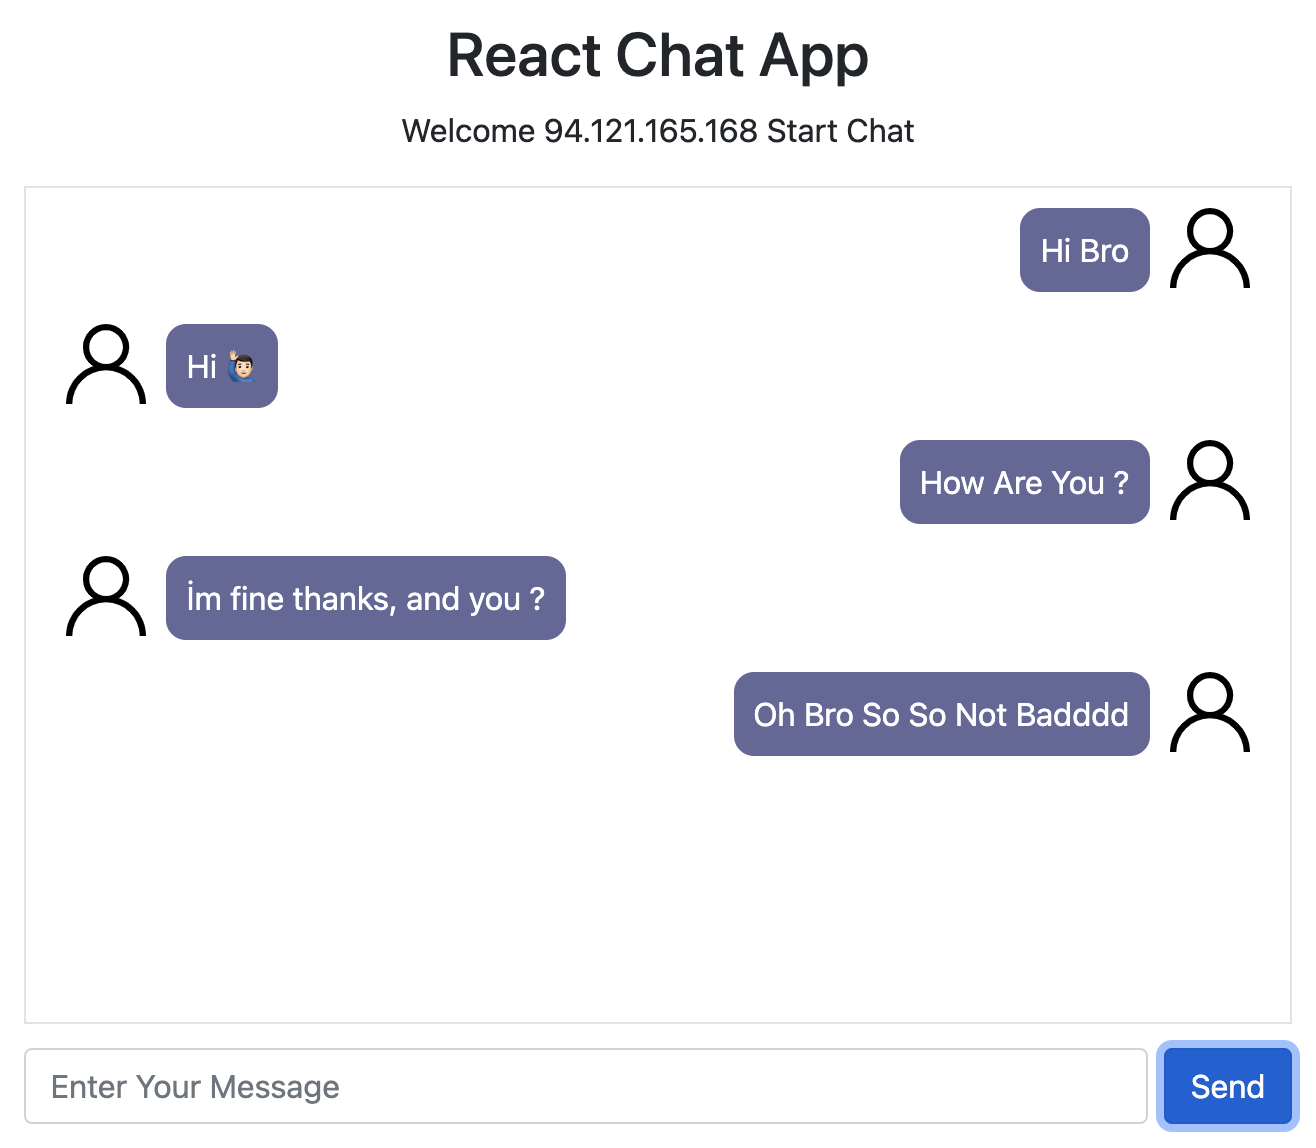 React Chat App
Welcome 94.121.165.168 Start Chat
Hi Bro
Hi 🙋🏻‍♂️
How Are You ?
İm fine thanks, and you ?
Oh Bro So So Not Badddd
Enter Your Message
Send